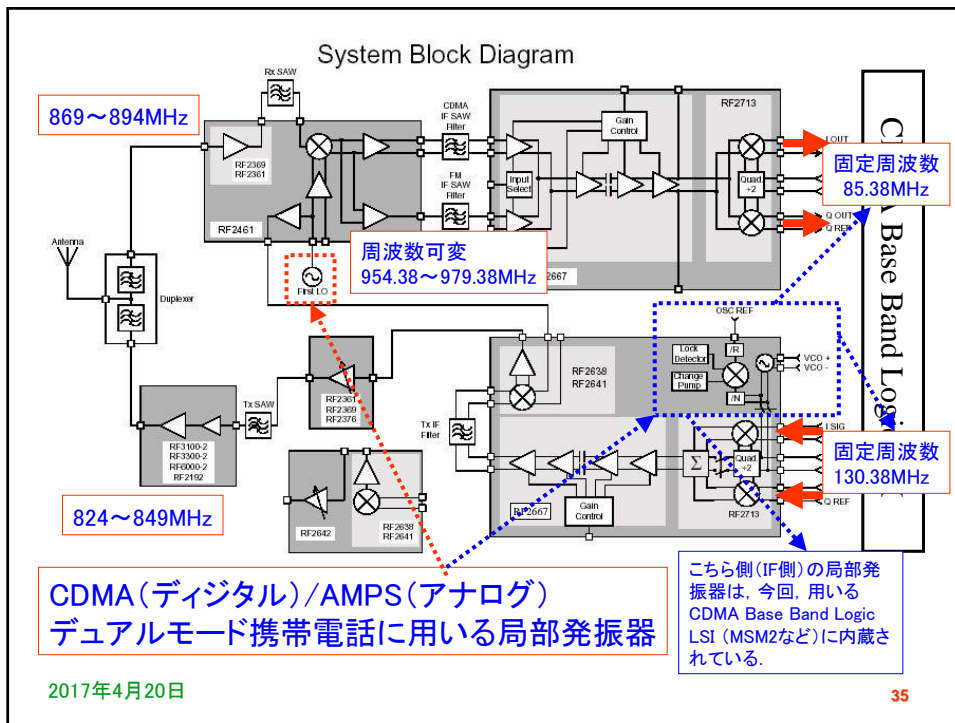 System Block Diagram
Rx SAW
869～894MHz
CDMA
IF SAW
Filter
RF2713
Gain
Control
I OUT
RF2369
RF2361
Input
Select
Quad
÷2
固定周波数
85.38MHz
FM
IF SAW
Filter
Q OUT
Q REF
RF2461
周波数可変
954.38～979.38MHz
2667
First LO
Antenna
Duplexer
OSC REF
Lock
Detector
/R
VCO +
VCO -
Change
Pump
/N
RF2638
RF2641
RF2361
RF2369
RF2376
Tx IF
Filter
Tx SAW
I SIG
Σ
Quad
÷2
固定周波数
130.38MHz
RF3100-2
RF3300-2
RF6000-2
RF2192
Gain
Control
RF2667
RF2713
Q REF
824～849MHz
RF2642
RF2638
RF2641
CDMA Base Band Logic
CDMA（ディジタル）/AMPS（アナログ）
デュアルモード携帯電話に用いる局部発振器
こちら側（IF側）の局部発
振器は，今回，用いる
CDMA Base Band Logic
LSI （MSM2など）に内蔵さ
れている．
2017年4月20日
35